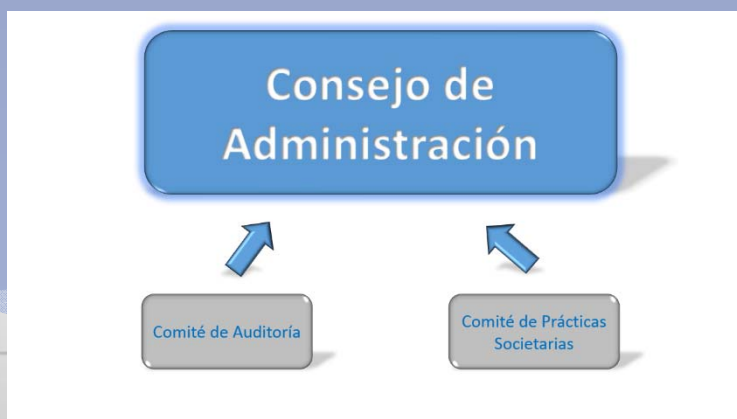 Consejo de
Administración
Comité de Auditoría
Comité de Prácticas
Societarias